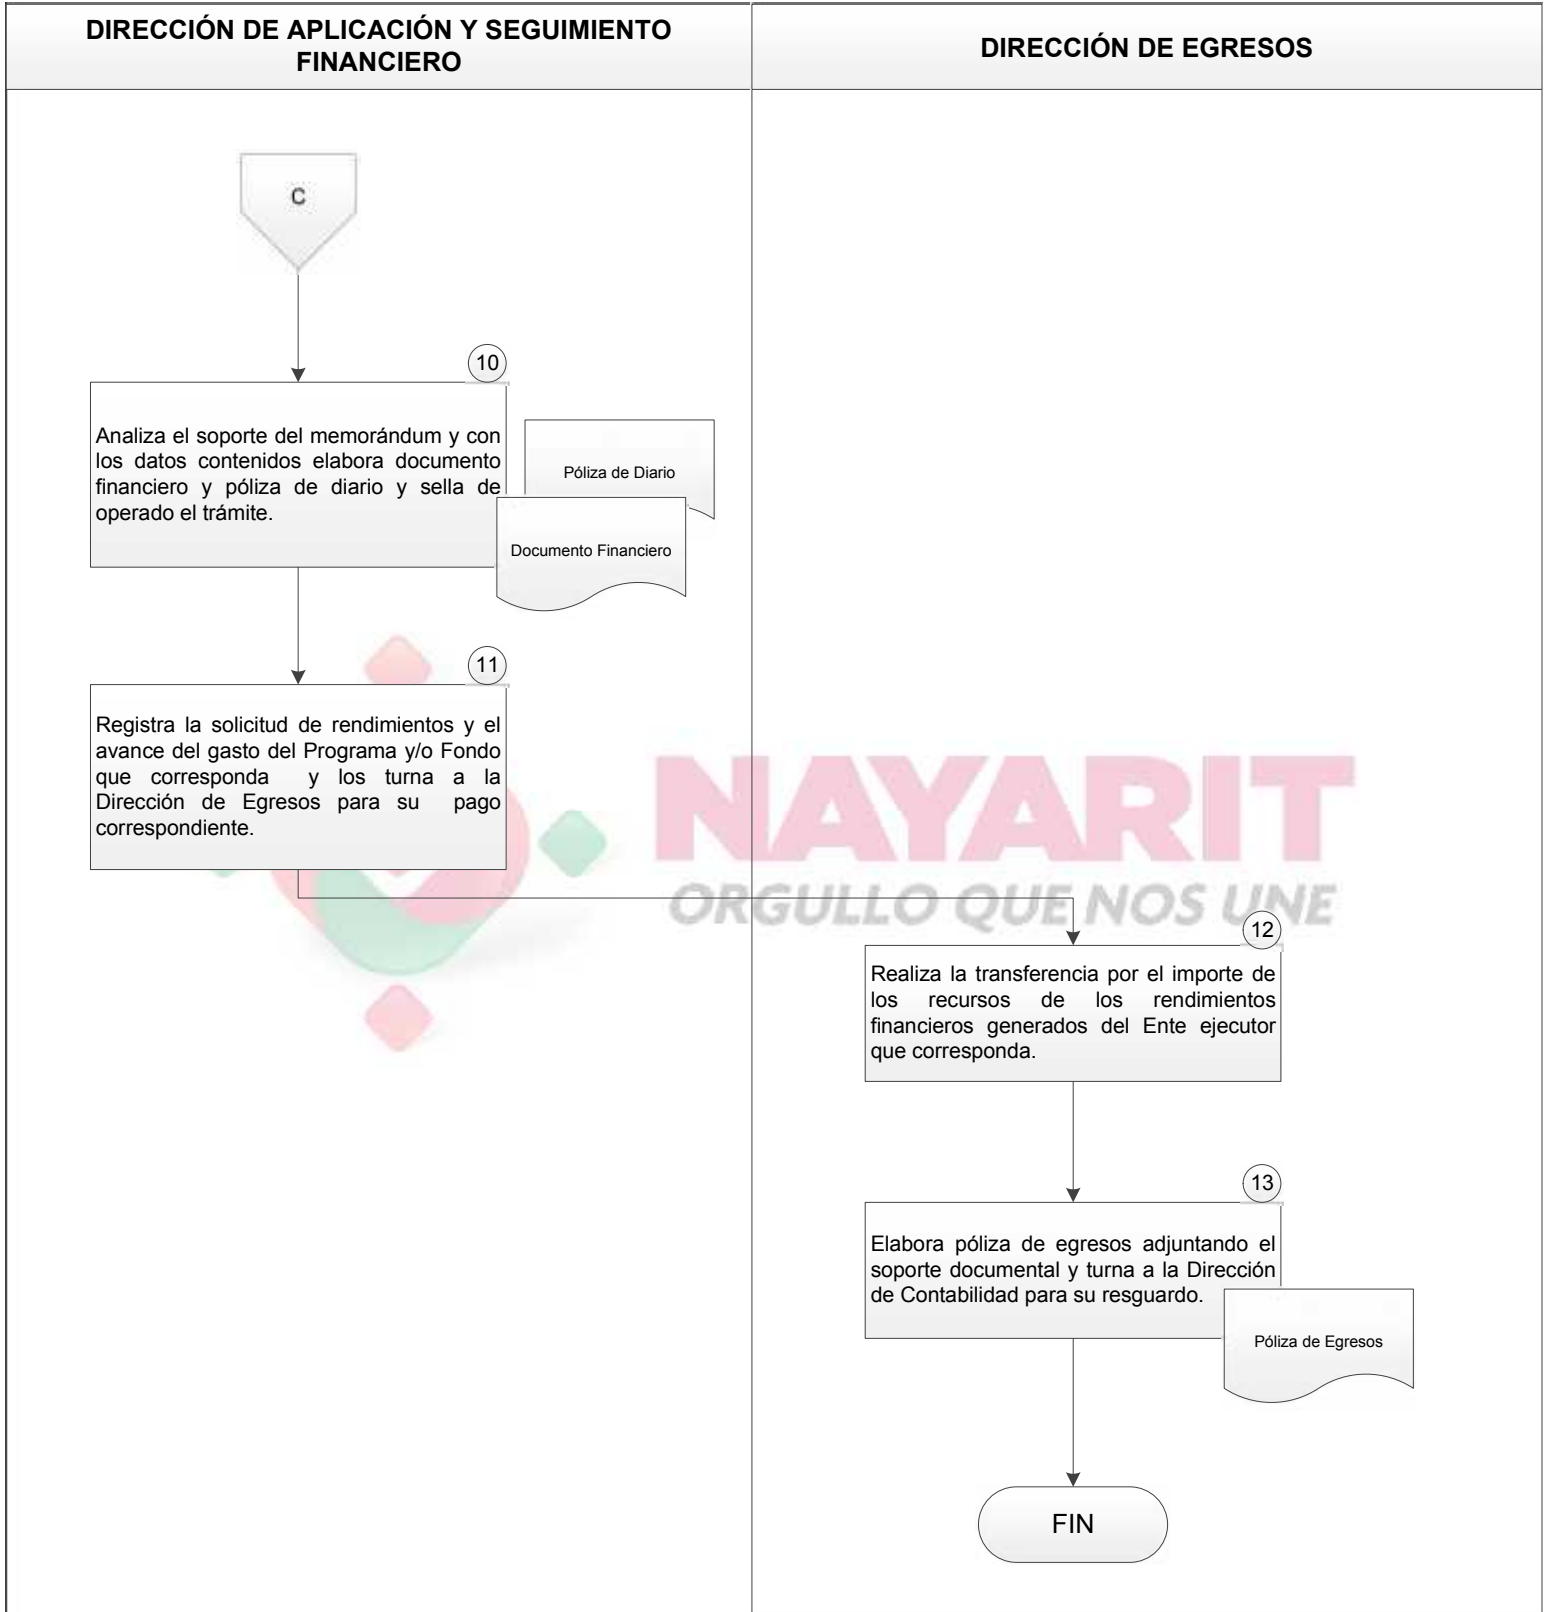 DIRECCIÓN DE APLICACIÓN Y SEGUIMIENTO
FINANCIERO
DIRECCIÓN DE EGRESOS
C
10
Analiza el soporte del memorándum y con
los datos contenidos elabora documento
financiero y póliza de diario y sella de
operado el trámite.
Póliza de Diario
Documento Financiero
11
Registra la solicitud de rendimientos y el
avance del gasto del Programa y/o Fondo
que corresponda y los turna a la
Dirección de Egresos para su pago
correspondiente.
NAYARIT
ORGULLO QUE NOS UNE
12
Realiza la transferencia por el importe de
los recursos de los rendimientos
financieros generados del Ente ejecutor
que corresponda.
13
Elabora póliza de egresos adjuntando el
soporte documental y turna a la Dirección
de Contabilidad para su resguardo.
Póliza de Egresos
FIN